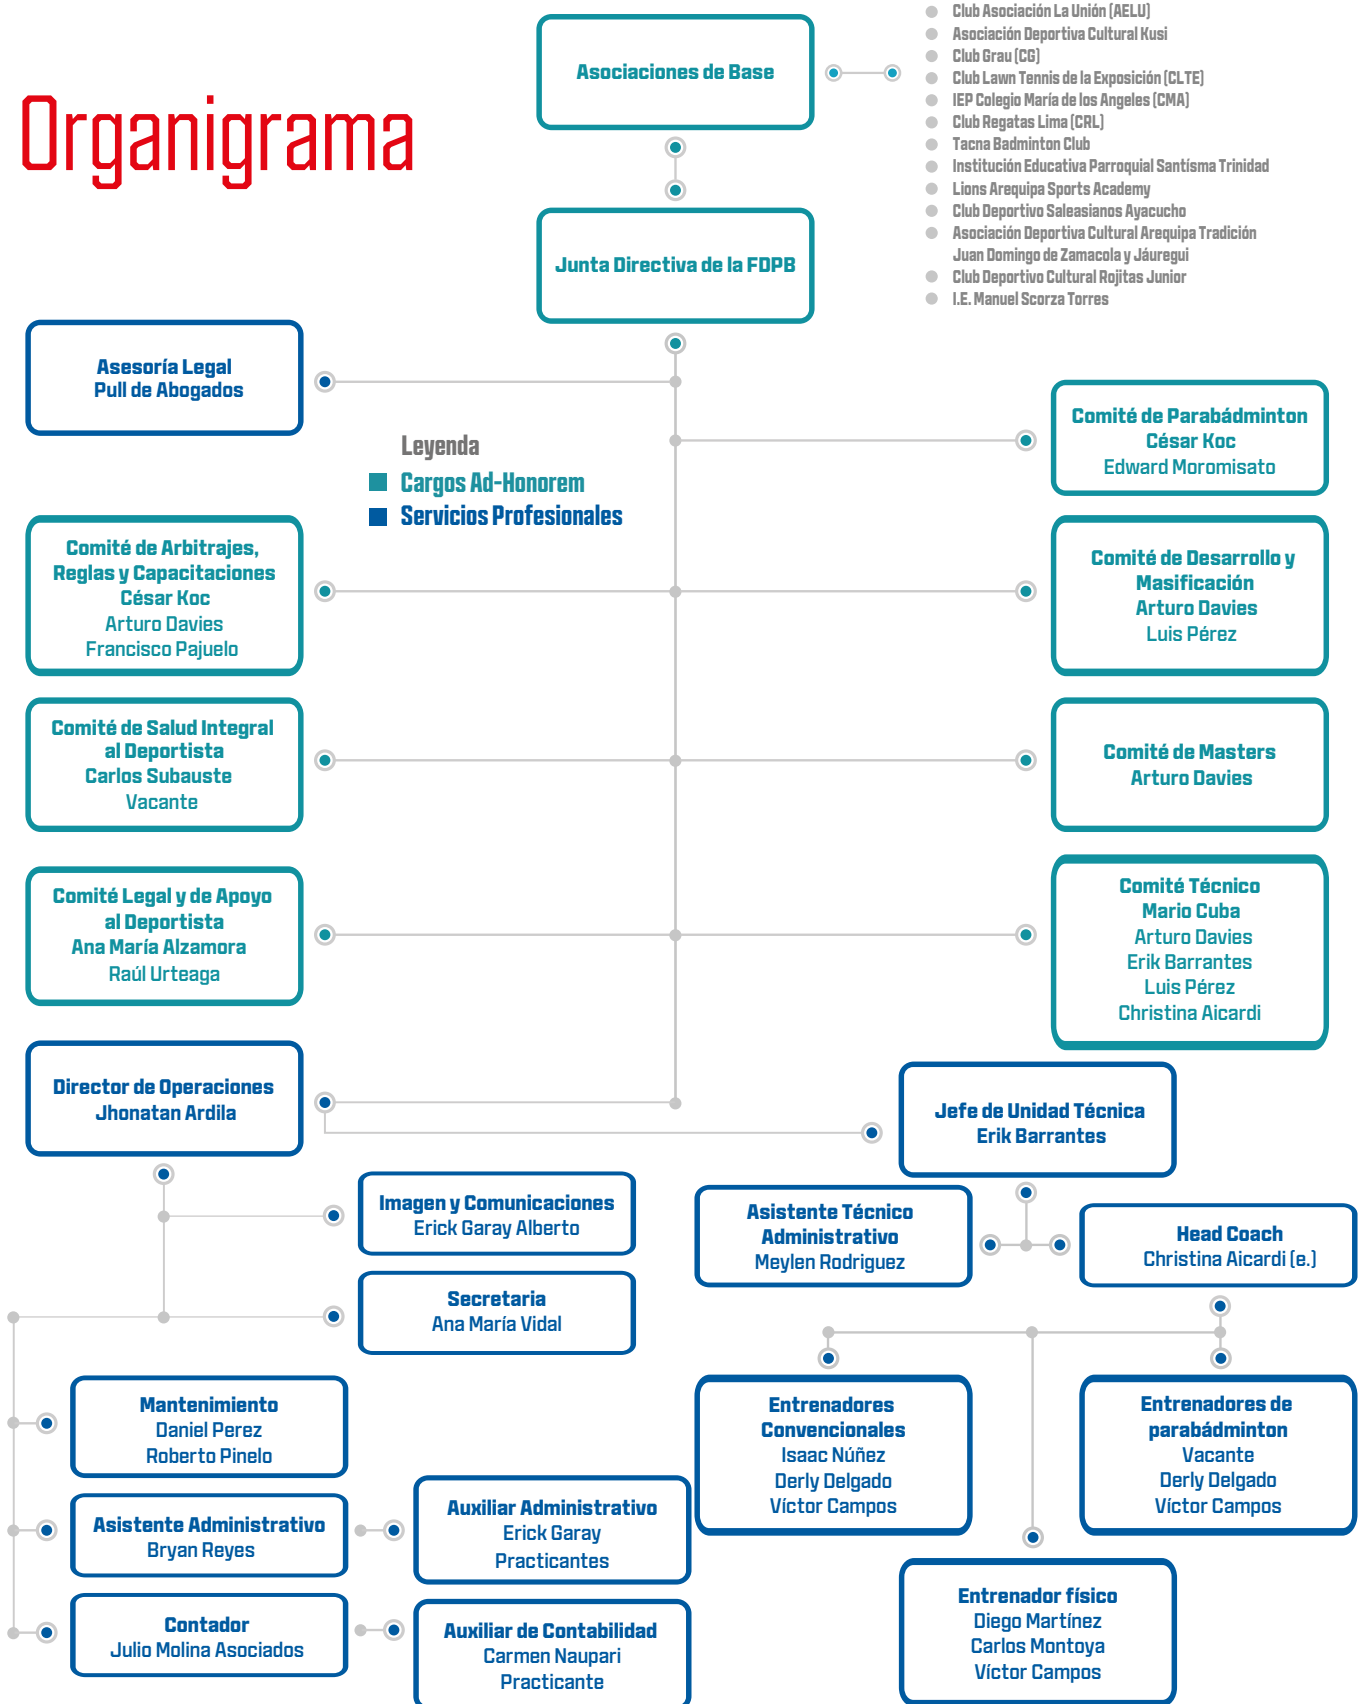 Organigrama
Asociaciones de Base
Club Asociación La Unión (AELU)
Asociación Deportiva Cultural Kusi
Club Grau (CG)
Club Lawn Tennis de la Exposición (CLTE)
IEP Colegio María de los Angeles (CMA)
Club Regatas Lima (CRL)
Tacna Badminton Club
Institución Educativa Parroquial Santísma Trinidad
Lions Arequipa Sports Academy
Club Deportivo Saleasianos Ayacucho
Asociación Deportiva Cultural Arequipa Tradición
Juan Domingo de Zamacola y Jáuregui
Club Deportivo Cultural Rojitas Junior
I.E. Manuel Scorza Torres
Junta Directiva de la FDPB
Asesoría Legal
Pull de Abogados
Leyenda
Cargos Ad-Honorem
Servicios Profesionales
Comité de Parabádminton
César Koc
Edward Moromisato
Comité de Arbitrajes,
Reglas y Capacitaciones
César Koc
Arturo Davies
Francisco Pajuelo
Comité de Desarrollo y
Masificación
Arturo Davies
Luis Pérez
Comité de Salud Integral
al Deportista
Carlos Subauste
Vacante
Comité de Masters
Arturo Davies
Comité Legal y de Apoyo
al Deportista
Ana María Alzamora
Raúl Urteaga
Comité Técnico
Mario Cuba
Arturo Davies
Erik Barrantes
Luis Pérez
Christina Aicardi
Director de Operaciones
Jhonatan Ardila
Jefe de Unidad Técnica
Erik Barrantes
Imagen y Comunicaciones
Erick Garay Alberto
Asistente Técnico
Administrativo
Meylen Rodriguez
Head Coach
Christina Aicardi (e.)
Secretaria
Ana María Vidal
Mantenimiento
Daniel Perez
Roberto Pinelo
Entrenadores
Convencionales
Isaac Núñez
Derly Delgado
Víctor Campos
Entrenadores de
parabádminton
Vacante
Derly Delgado
Víctor Campos
Asistente Administrativo
Bryan Reyes
Auxiliar Administrativo
Erick Garay
Practicantes
Contador
Julio Molina Asociados
Auxiliar de Contabilidad
Carmen Naupari
Practicante
Entrenador físico
Diego Martínez
Carlos Montoya
Víctor Campos